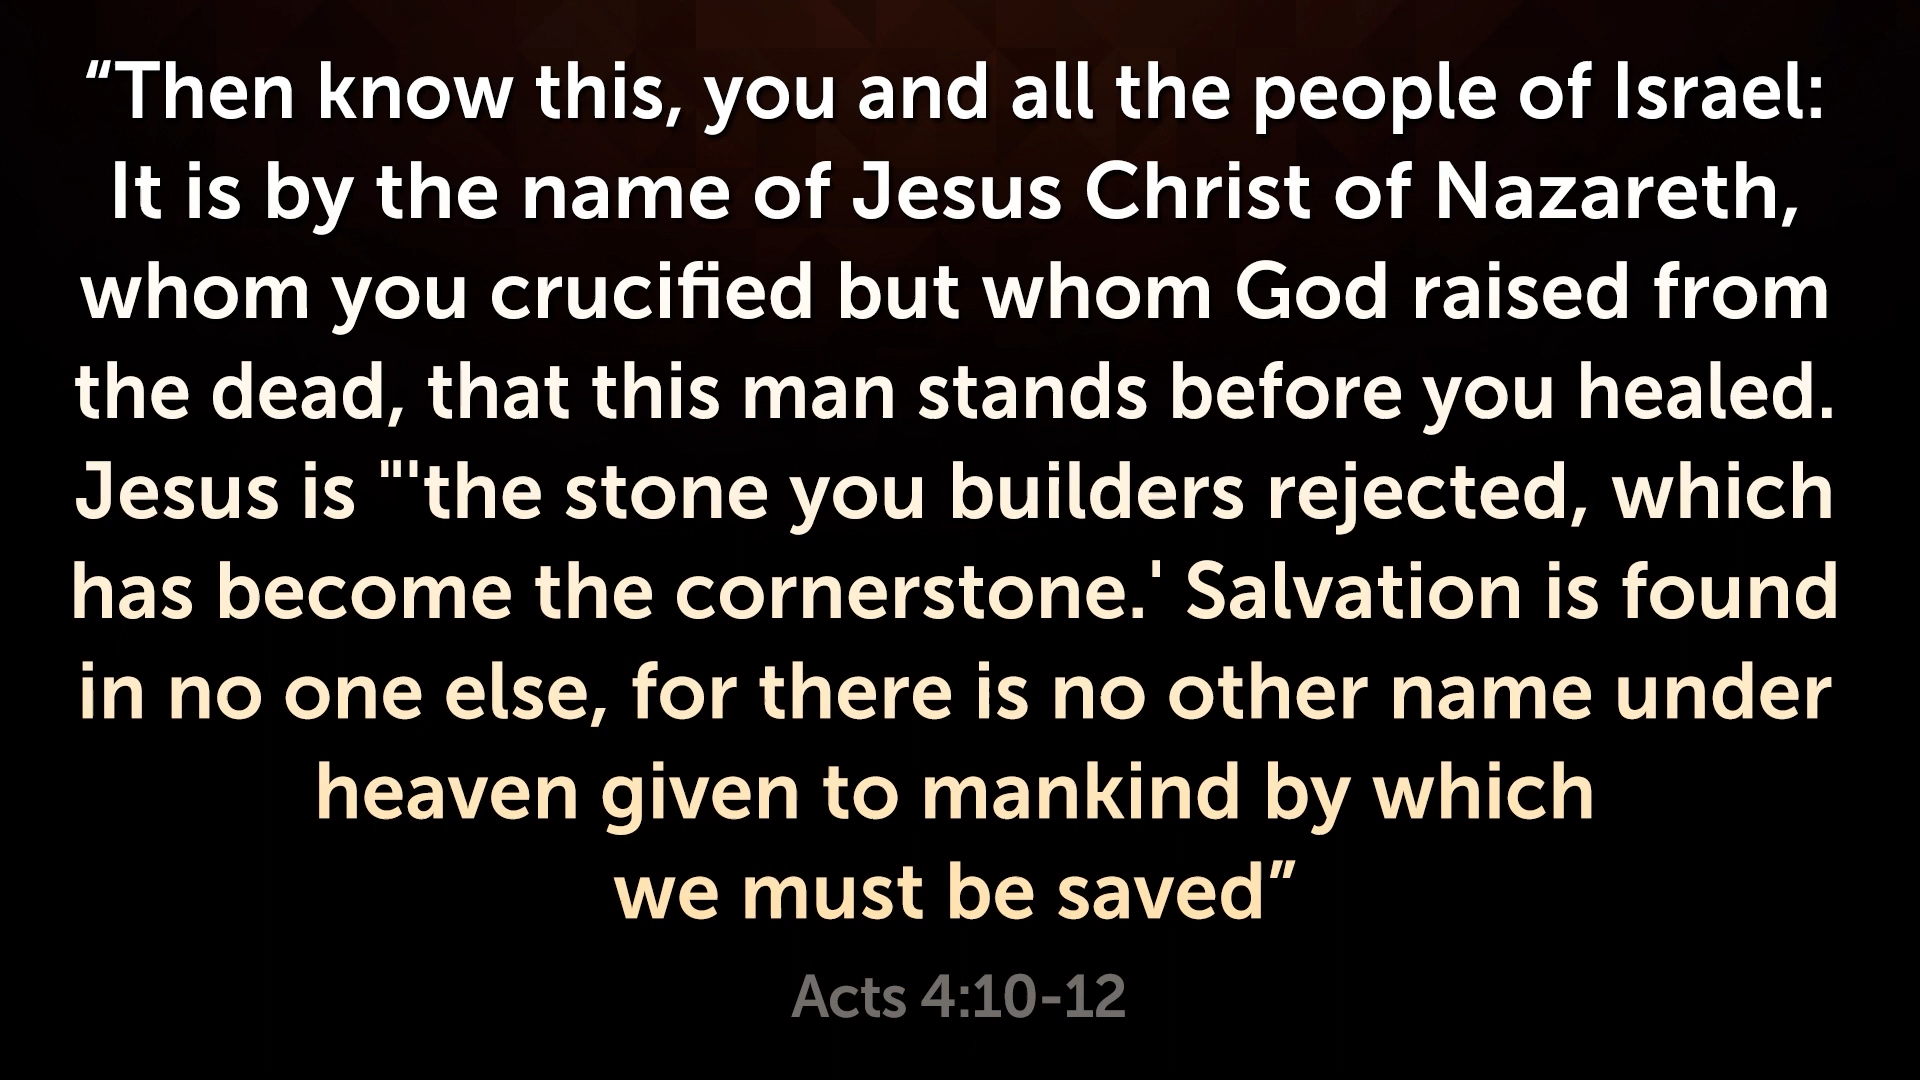 “Then know this, you and all the people of Israel:
It is by the name of Jesus Christ of Nazareth,
whom you crucified but whom God raised from
the dead, that this man stands before you healed.
Jesus is "'the stone you builders rejected, which
has become the cornerstone.' Salvation is found
in no one else, for there is no other name under
heaven given to mankind by which
we must be saved”
Acts 4:10-12